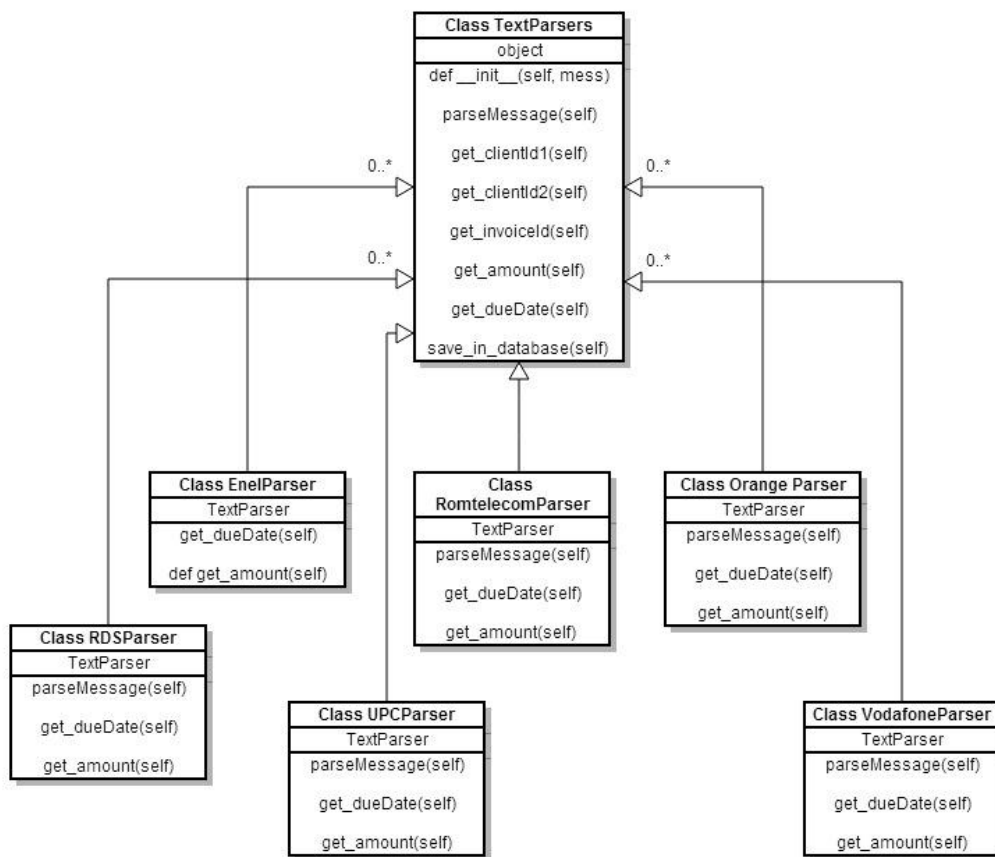 Class TextParsers
object
def __init__(self, mess)
parseMessage(self)
get_clientId1(self)
get_clientId2(self)
get_invoiceId(self)
get_amount(self)
get_dueDate(self)
save_in_database(self)
0..*
0..*
0..*
0..*
Class EnelParser
TextParser
get_dueDate(self)
def get_amount(self)
Class
RomtelecomParser
TextParser
parseMessage(self)
get_dueDate(self)
get_amount(self)
Class Orange Parser
TextParser
parseMessage(self)
get_dueDate(self)
get_amount(self)
Class RDSParser
TextParser
parseMessage(self)
get_dueDate(self)
get_amount(self)
Class UPCParser
TextParser
parseMessage(self)
get_dueDate(self)
get_amount(self)
Class VodafoneParser
TextParser
parseMessage(self)
get_dueDate(self)
get_amount(self)